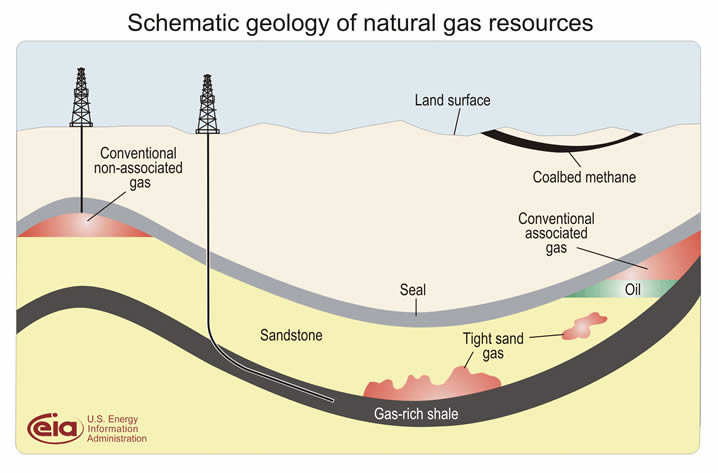 Schematic geology of natural gas resources
Land surface
Conventional
non-associated
gas
Coalbed methane
Conventional
associated
gas
Seal
Oil
Sandstone
Tight sand
gas
Gas-rich shale
eia
U.S. Energy
Information
Administration